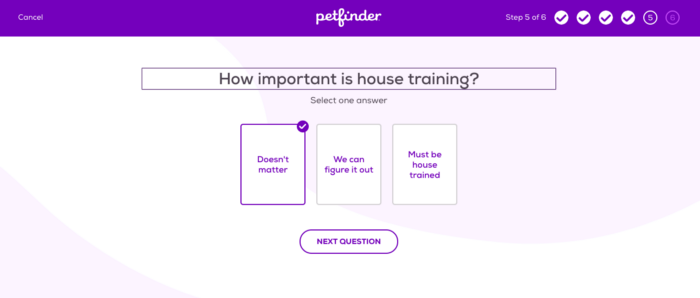 Cancel
petfinder
Step 5 of 6
5
6
How important is house training?
Select one answer
Doesn't
matter
We can
figure it out
Must be
house
trained
NEXT QUESTION